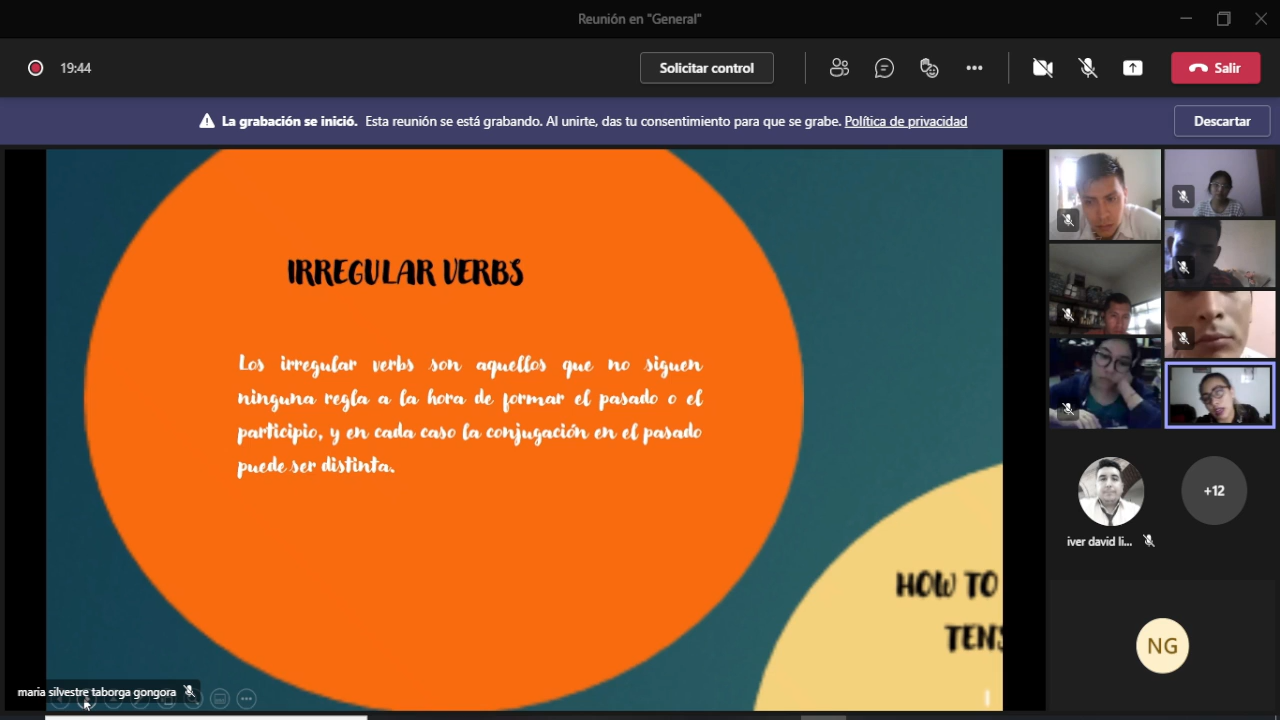 Reunión en "General"
19:44
Solicitar control
Salir
La grabación se inició. Esta reunión se está grabando. Al unirte, das tu consentimiento para que se grabe. Política de privacidad
Descartar
IRREGULAR VERBS
Los irregular verbs son aquellos que no siguen
ninguna regla a la hora de formar el pasado o el
participio, y en cada caso la conjugación en el pasado
puede ser distinta.
+12
iver david li...
HOW TO
TENS
NG
maria silvestre taborga gongora